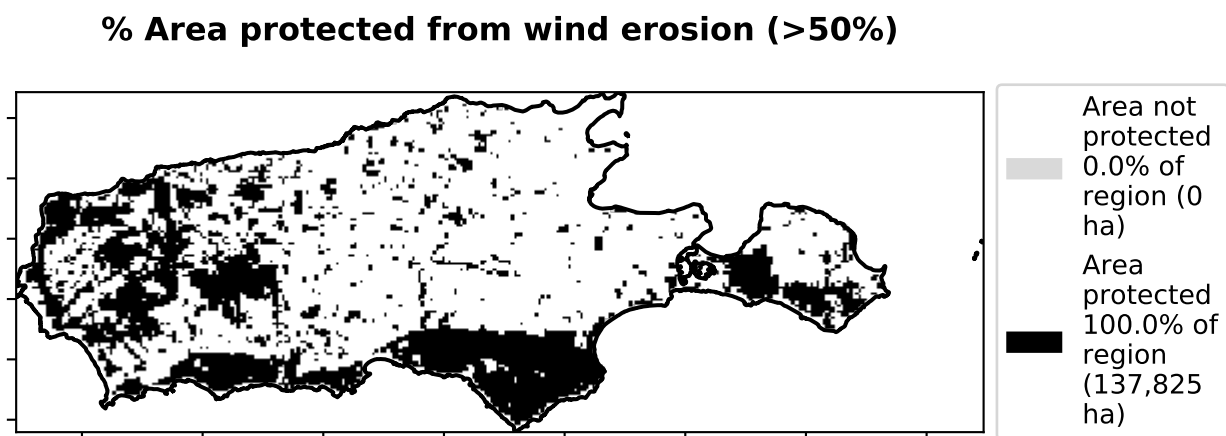 % Area protected from wind erosion (>50%)
Area not
protected
0.0% of
region (0
ha)
Area
protected
100.0% of
region
(137,825
ha)